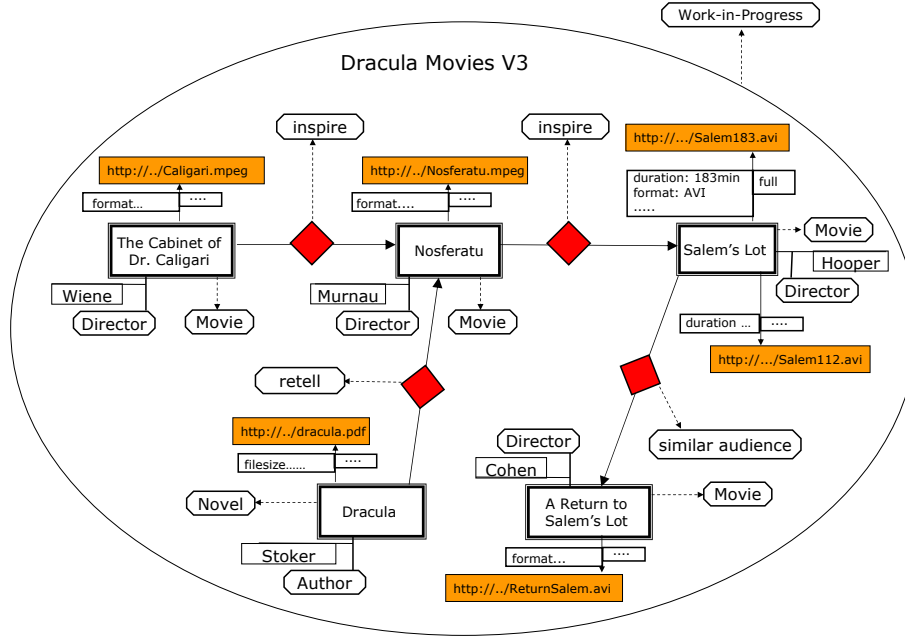 Work-in-Progress
Dracula Movies V3
inspire
inspire
http://.../Salem183.avi
http://../Caligari.mpeg
http://../Nosferatu.mpeg
duration: 183min
format: AVI
.....
full
format...
....
format....
....
The Cabinet of
Dr. Caligari
Nosferatu
Salem's Lot
Movie
Hooper
Director
Wiene
Director
Movie
Murnau
Director
Movie
duration ...
....
http://.../Salem112.avi
retell
http://../dracula.pdf
filesize......
....
Director
Cohen
similar audience
Novel
Dracula
A Return to
Salem's Lot
Movie
Stoker
Author
format...
....
http://../ReturnSalem.avi